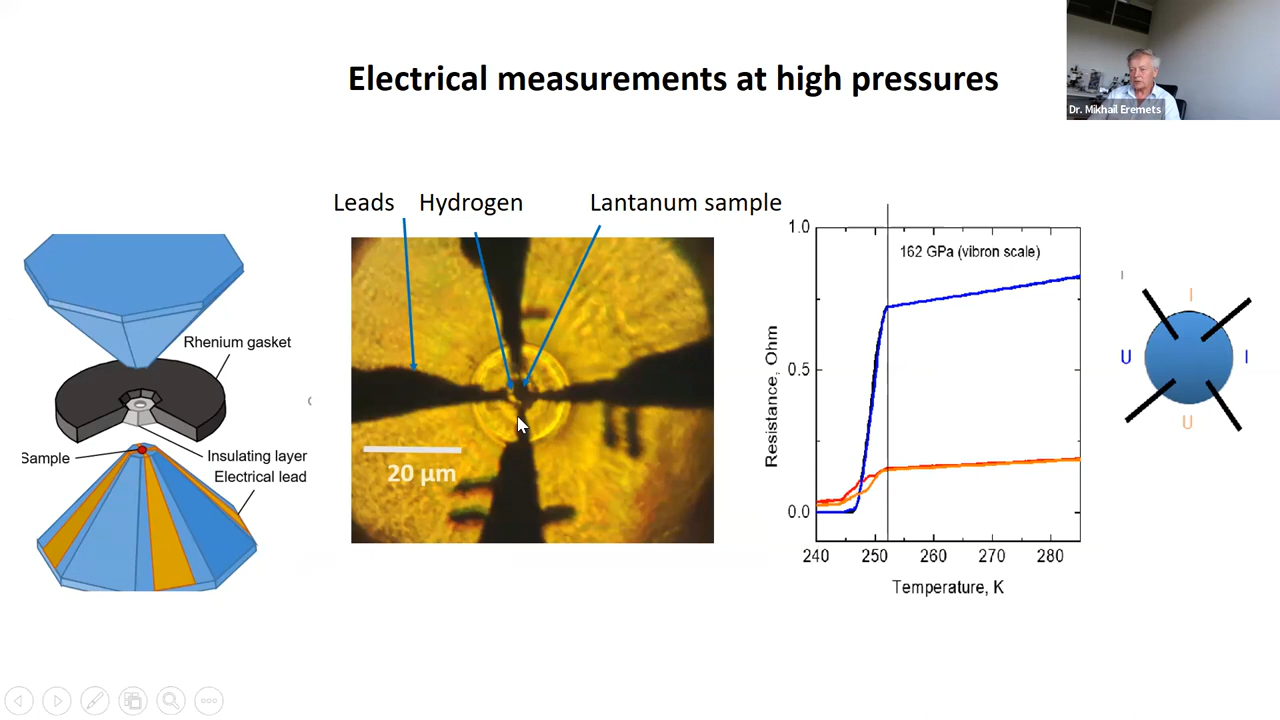 Electrical measurements at high pressures
Dr. Mikhail Eremets
Leads
Hydrogen
Lantanum sample
Rhenium gasket
Sample
Insulating layer
Electrical lead
20 µm
162 GPa (vibron scale)
Resistance, Ohm
1.0
0.5
0.0
240
250
260
270
280
Temperature, K
I
I
U
I
U